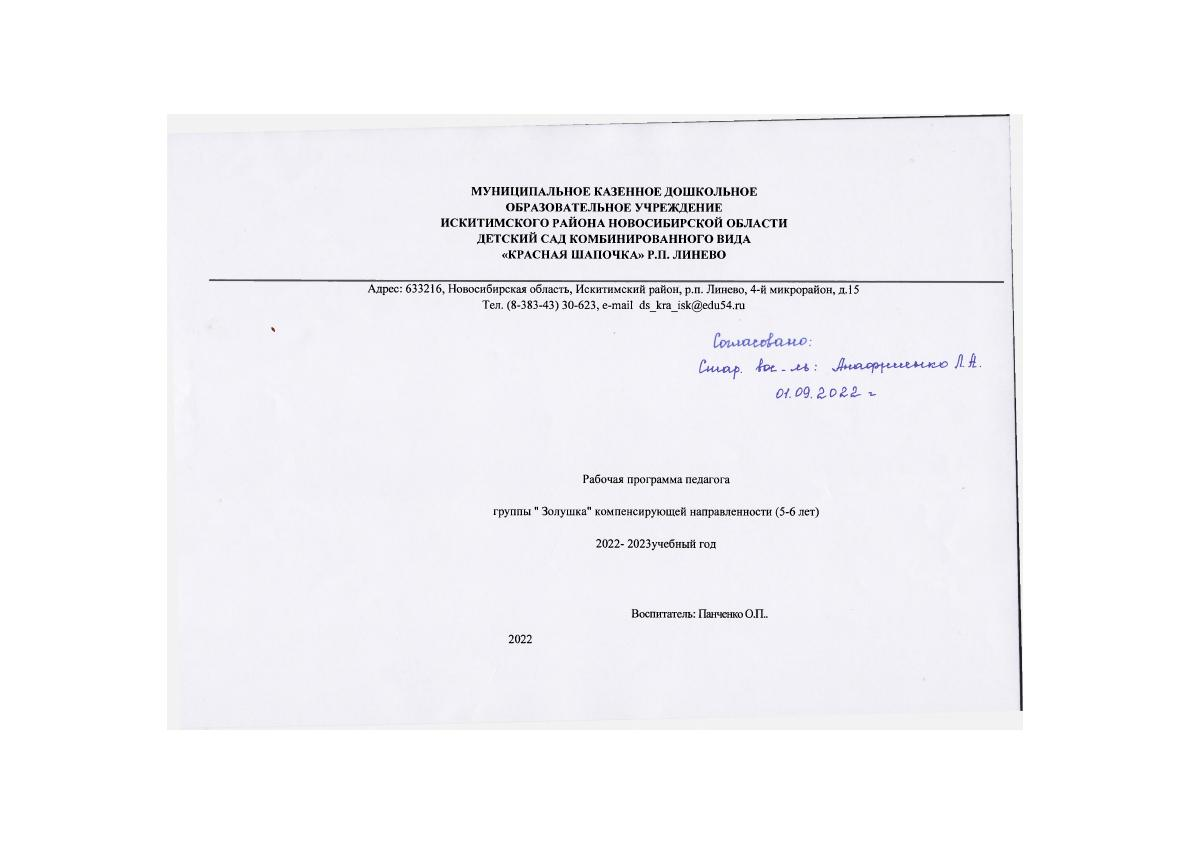 МУНИЦИПАЛЬНОЕ КАЗЕННОЕ ДОШКОЛЬНОЕ
ОБРАЗОВАТЕЛЬНОЕ УЧРЕЖДЕНИЕ
ИСКИТИМСКОГО РАЙОНА НОВОСИБИРСКОЙ ОБЛАСТИ
ДЕТСКИЙ САД КОМБИНИРОВАННОГО ВИДА
«КРАСНАЯ ШАПОЧКА» Р.П. ЛИНЕВО
Адрес: 633216, Новосибирская область, Искитимский район, р.п. Линево, 4-й микрорайон, д.15
Тел. (8-383-43) 30-623, e-mail ds_kra_isk@edu54.ru
Согласовано:
Стар. вос-ль: Л.А.
01.09.2022 г
Рабочая программа педагога
группы " Золушка" компенсирующей направленности (5-6 лет)
2022- 2023учебный год
Воспитатель: Панченко О.П..
2022